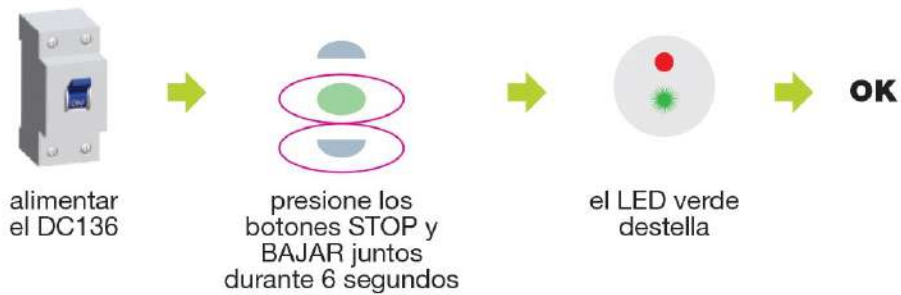 OK
alimentar
el DC136
presione los
botones STOP y
BAJAR juntos
durante 6 segundos
el LED verde
destella